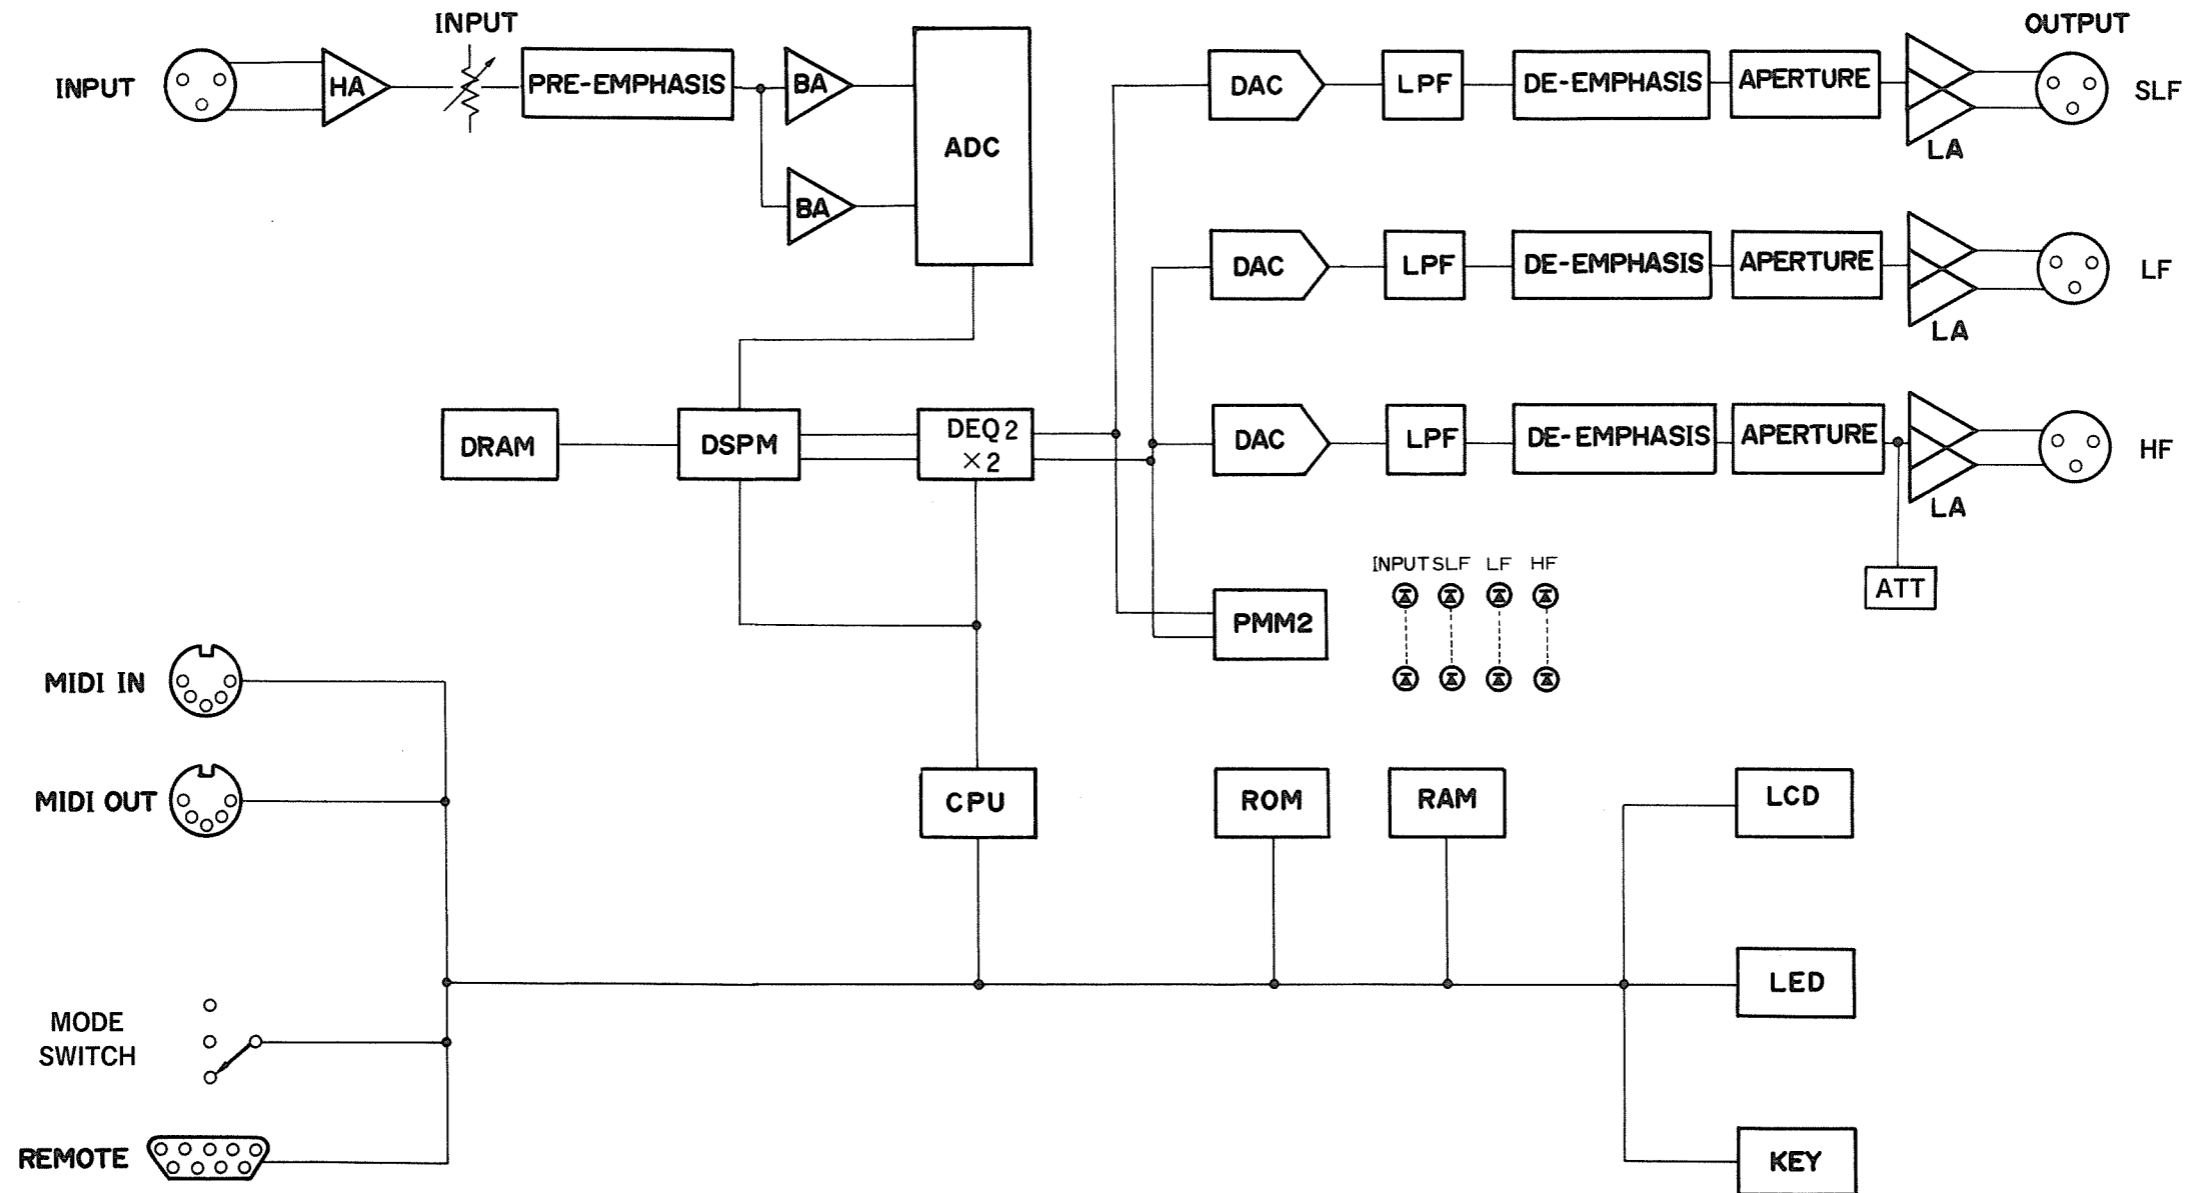 INPUT
INPUT
HA
PRE-EMPHASIS
BA
BA
ADC
DAC
LPF
DE-EMPHASIS
APERTURE
LA
OUTPUT
SLF
DAC
LPF
DE-EMPHASIS
APERTURE
LA
LF
DRAM
DSPM
DEQ 2
×2
DAC
LPF
DE-EMPHASIS
APERTURE
LA
HF
ATT
PMM2
INPUT SLF LF HF
MIDI IN
MIDI OUT
CPU
ROM
RAM
LCD
LED
KEY
MODE
SWITCH
REMOTE